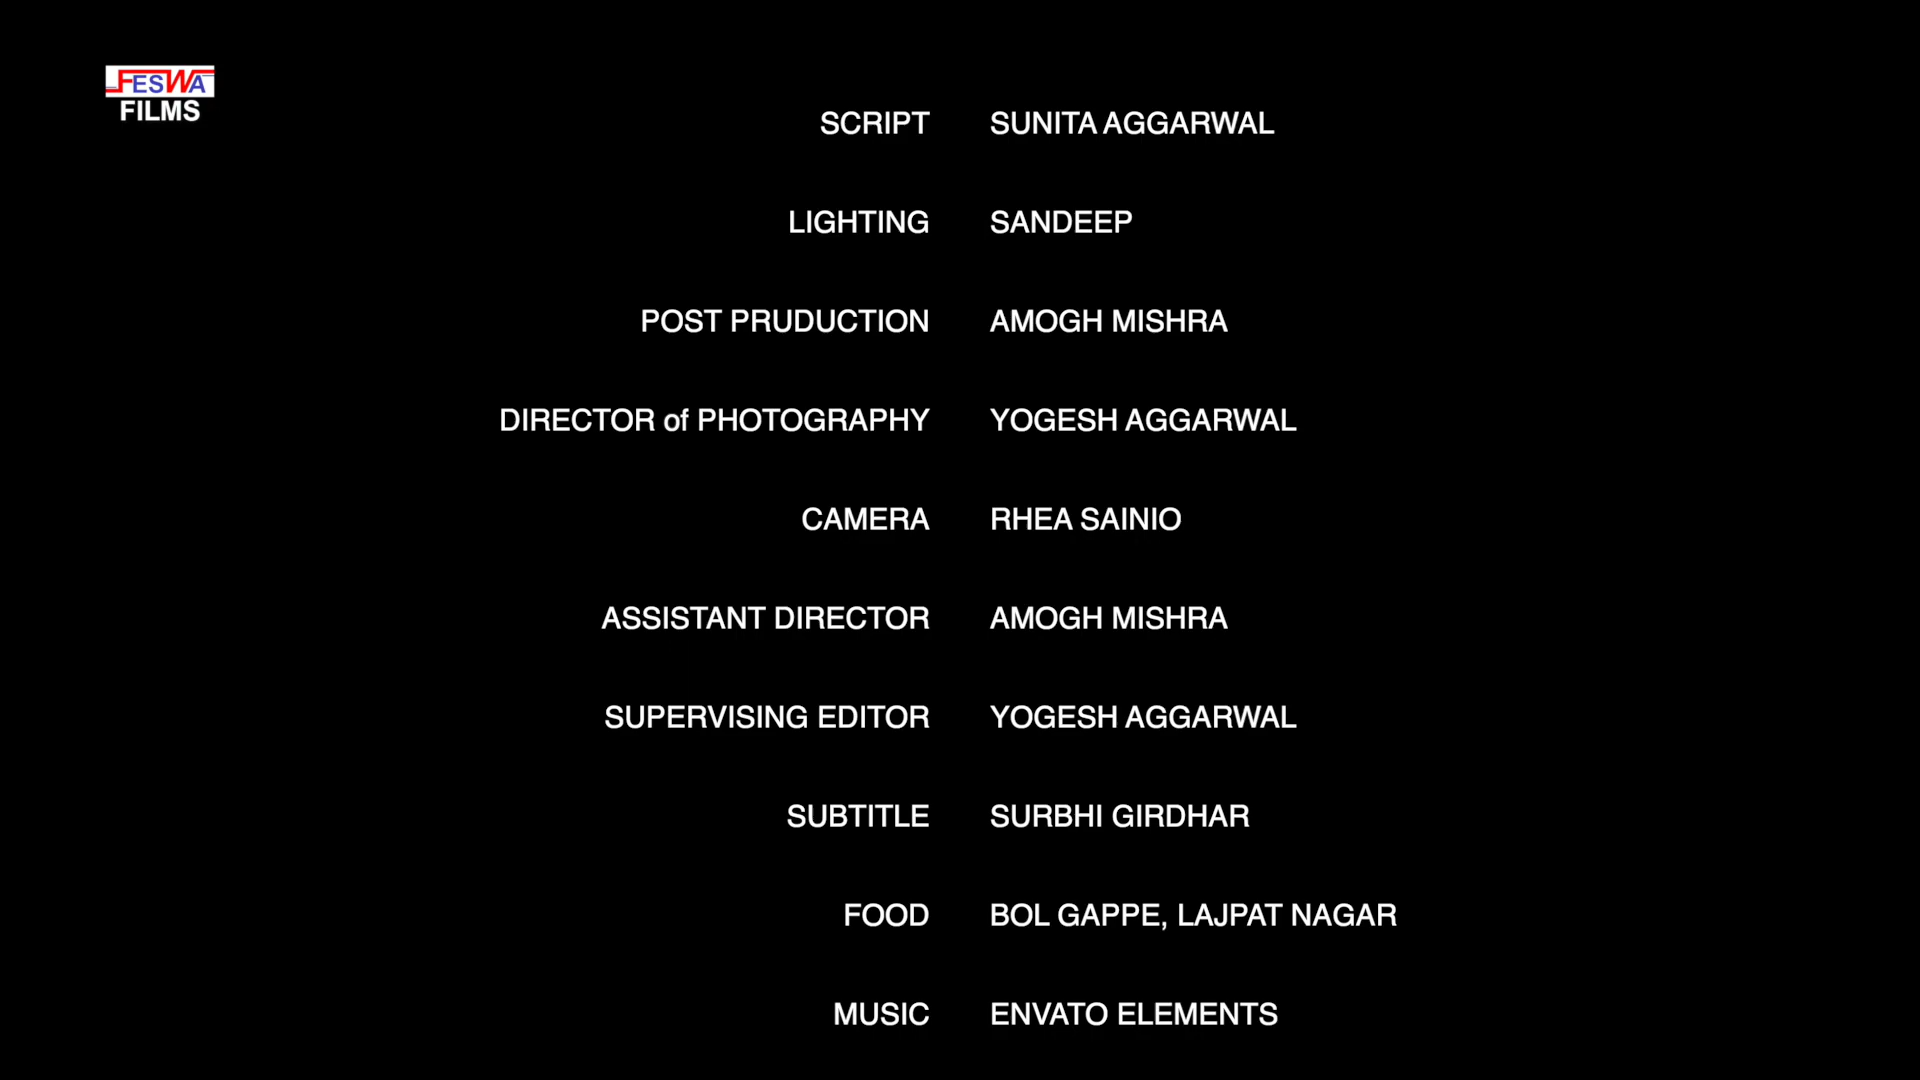 FESWA
FILMS
SCRIPT SUNITA AGGARWAL
LIGHTING SANDEEP
POST PRUDUCTION AMOGH MISHRA
DIRECTOR of PHOTOGRAPHY YOGESH AGGARWAL
CAMERA RHEA SAINIO
ASSISTANT DIRECTOR AMOGH MISHRA
SUPERVISING EDITOR YOGESH AGGARWAL
SUBTITLE SURBHI GIRDHAR
FOOD BOL GAPPE, LAJPAT NAGAR
MUSIC ENVATO ELEMENTS